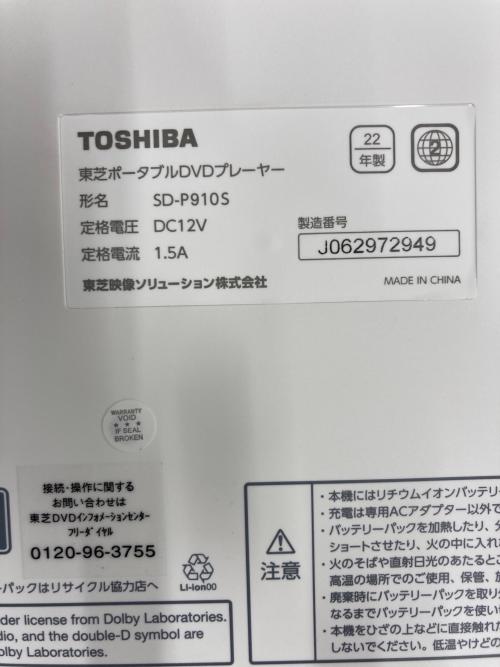 TOSHIBA
22
年製
2
東芝ポータブルDVDプレーヤー
形名 SD-P910S
定格電圧 DC12V
定格電流 1.5A
製造番号
J062972949
東芝映像ソリューション株式会社
MADE IN CHINA
WARRANTY
VOID
★ ★ ★
IF SEAL
BROKEN
接続・操作に関する
お問い合わせは
東芝DVDインフォメーションセンター
フリーダイヤル
0120-96-3755
ーパックはリサイクル協力店へ
Li-ion00
der license from Dolby Laboratories.
dio, and the double-D symbol are
olby Laboratories.
注意
・本機にはリチウムイオンバッテリ
・充電は専用ACアダプター以外で
・バッテリーパックを加熱したり、
ショートさせたり、火の中に入れ
・火のそばや直射日光のあたるとこ
高温の場所でのご使用、保管、
・廃棄時にバッテリーパックを取り
なるまでバッテリーパックを使い
・本機をひざの上などに直接触れた
しないでください。低温やけどの